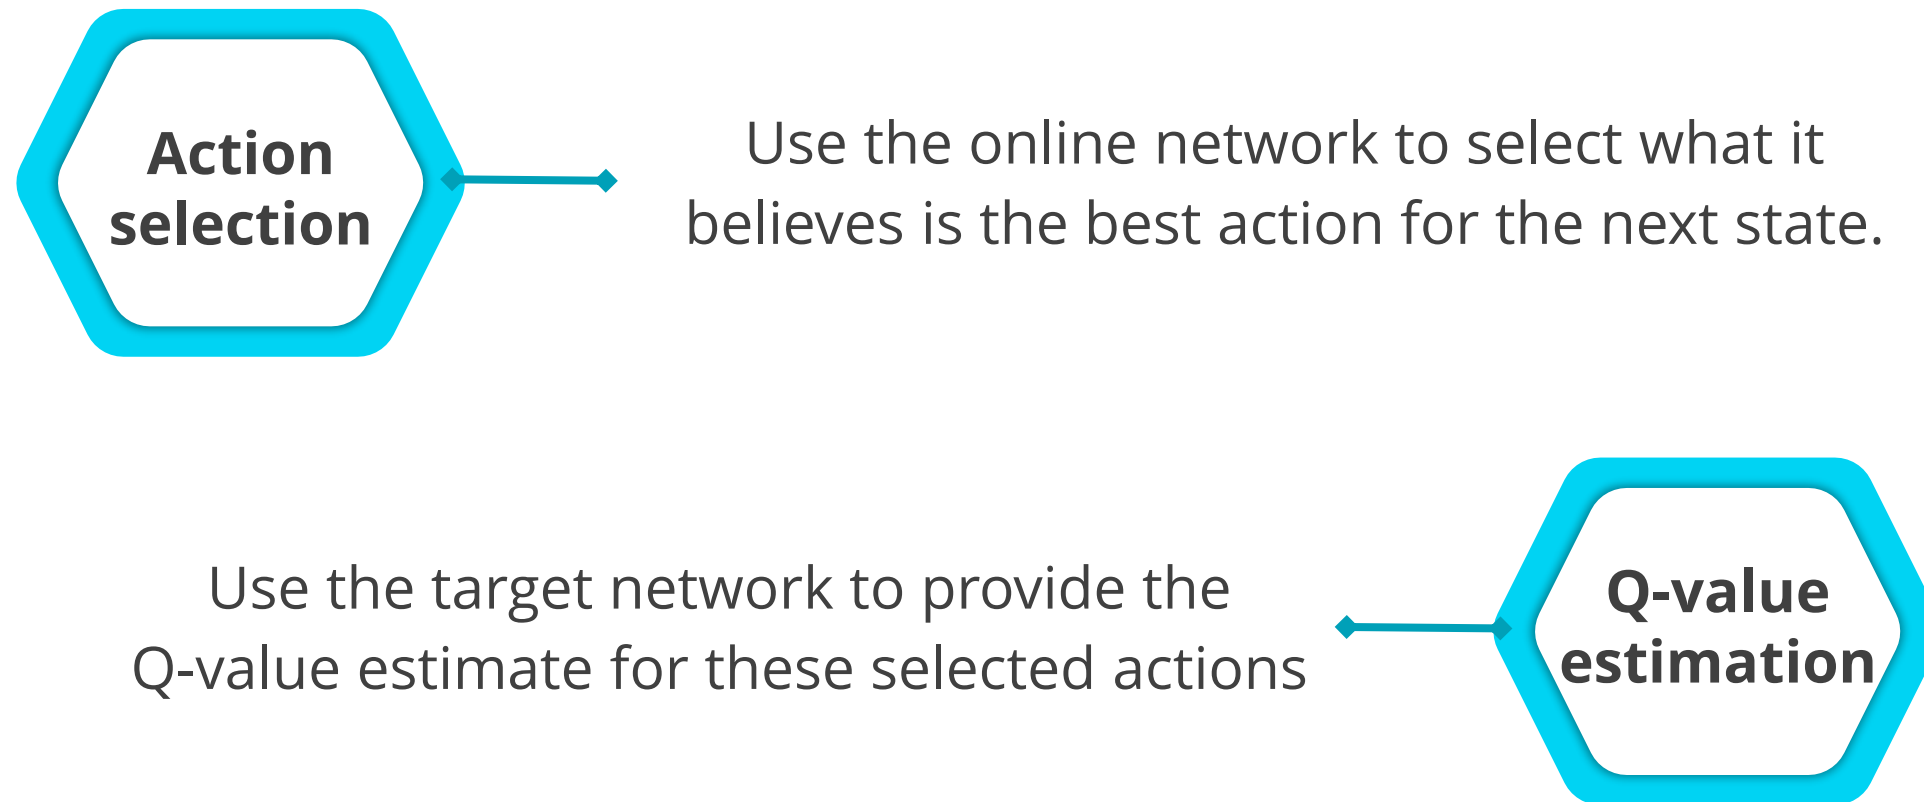 Action
selection
Use the online network to select what it
believes is the best action for the next state.
Use the target network to provide the
Q-value estimate for these selected actions
Q-value
estimation